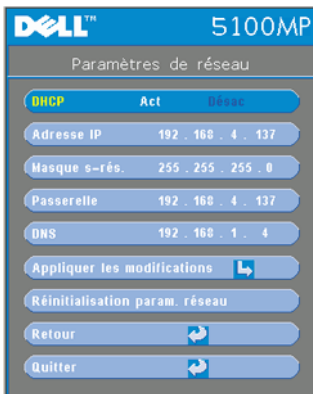 DELL™ 5100MP
Paramètres de réseau
DHCP Act Désac
Adresse IP 192 . 168 . 4 . 137
Masque s-rés. 255 . 255 . 255 . 0
Passerelle 192 . 168 . 4 . 137
DNS 192 . 168 . 1 . 4
Appliquer les modifications
Réinitialisation param. réseau
Retour
Quitter